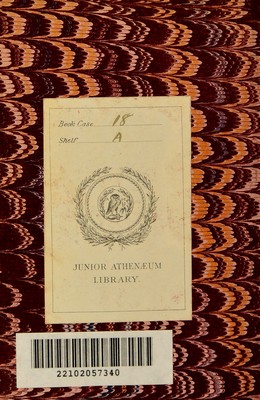 Book Case 18
Shelf A
JUNIOR ATHENÆUM
LIBRARY.
22102057340